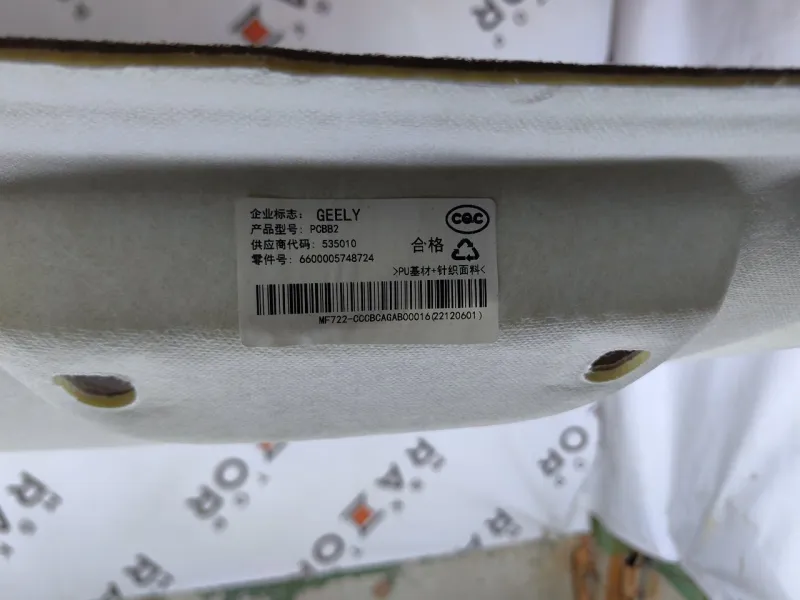 企业标志: GEELY
产品型号: PCBB2
供应商代码: 535010
零件号: 6600005748724
CQC
合格
>PU基材+针织面料<
MF722-CCCBCAGAB00016(22120601)